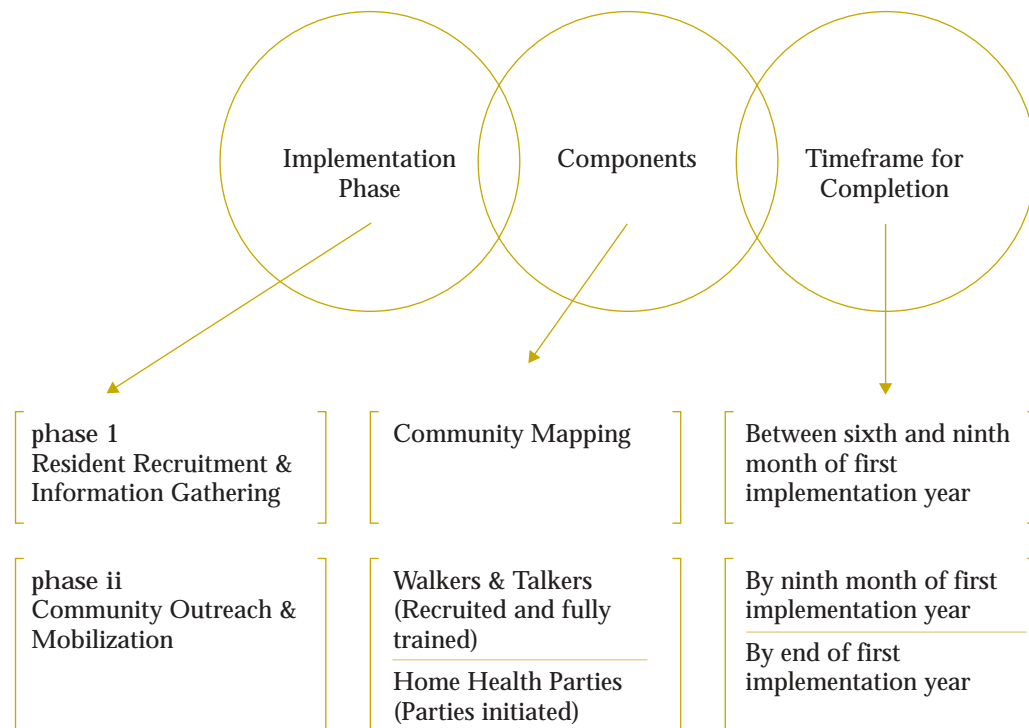 Implementation
Phase
Components
Timeframe for
Completion
phase 1
Resident Recruitment &
Information Gathering
Community Mapping
Between sixth and ninth
month of first
implementation year
phase ii
Community Outreach &
Mobilization
Walkers & Talkers
(Recruited and fully
trained)
Home Health Parties
(Parties initiated)
By ninth month of first
implementation year
By end of first
implementation year